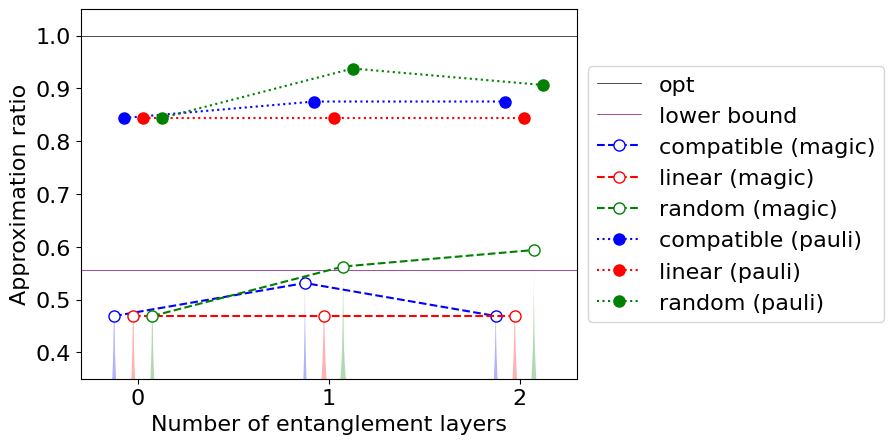 1.0
0.9
0.8
0.7
0.6
0.5
0.4
Approximation ratio
0
1
2
Number of entanglement layers
opt
lower bound
compatible (magic)
linear (magic)
random (magic)
compatible (pauli)
linear (pauli)
random (pauli)